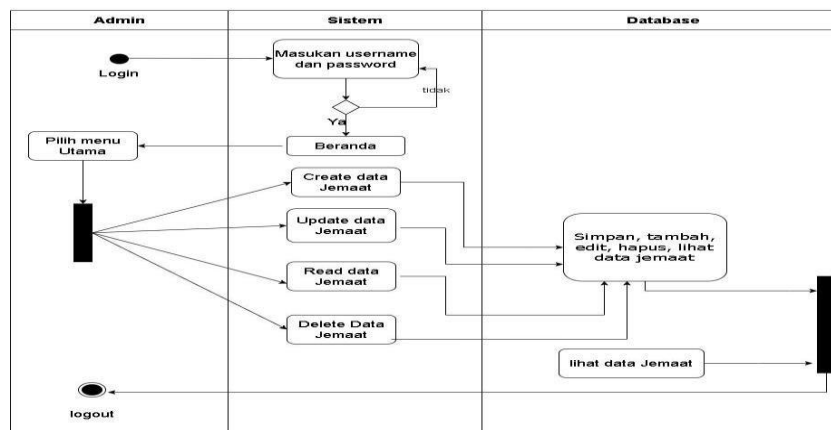 Admin
Sistem
Database
Masukan username
dan password
Login
tidak
Ya
Pilih menu
Utama
Beranda
Create data
Jemaat
Update data
Jemaat
Simpan, tambah,
edit, hapus, lihat
data jemaat
Read data
Jemaat
Delete Data
Jemaat
lihat data Jemaat
logout